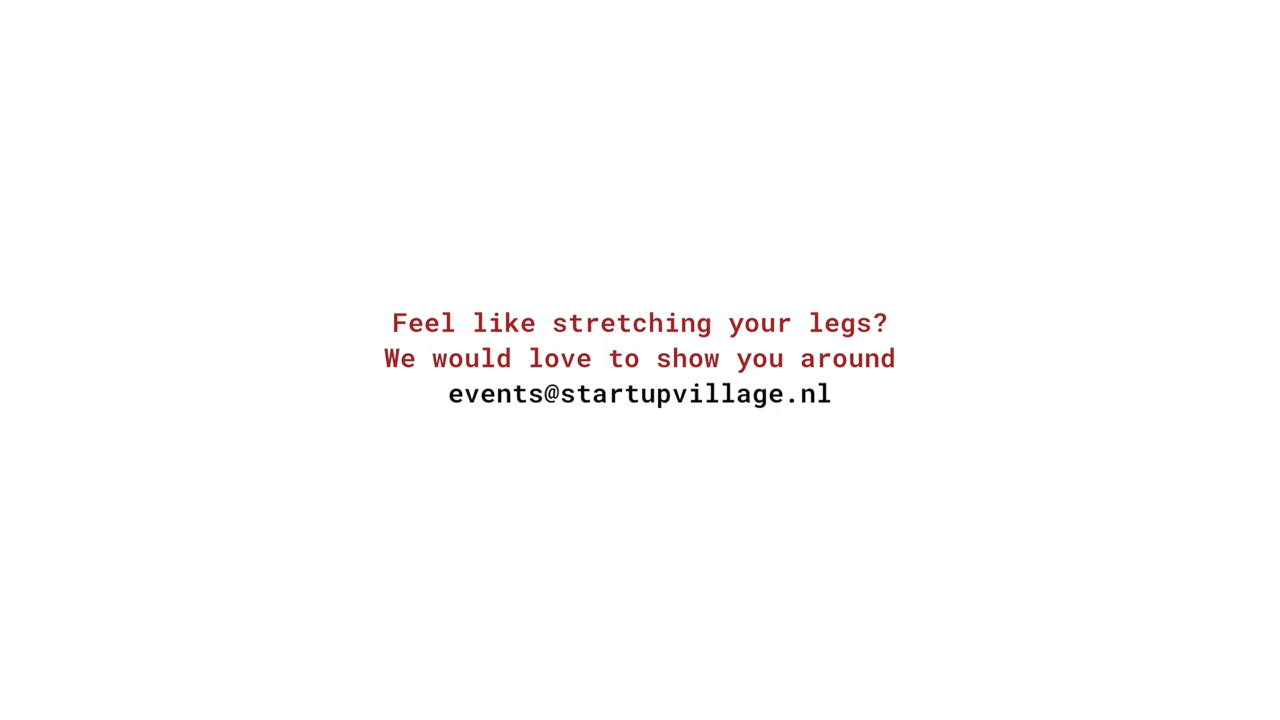 Feel like stretching your legs?
We would love to show you around
events@startupvillage.nl